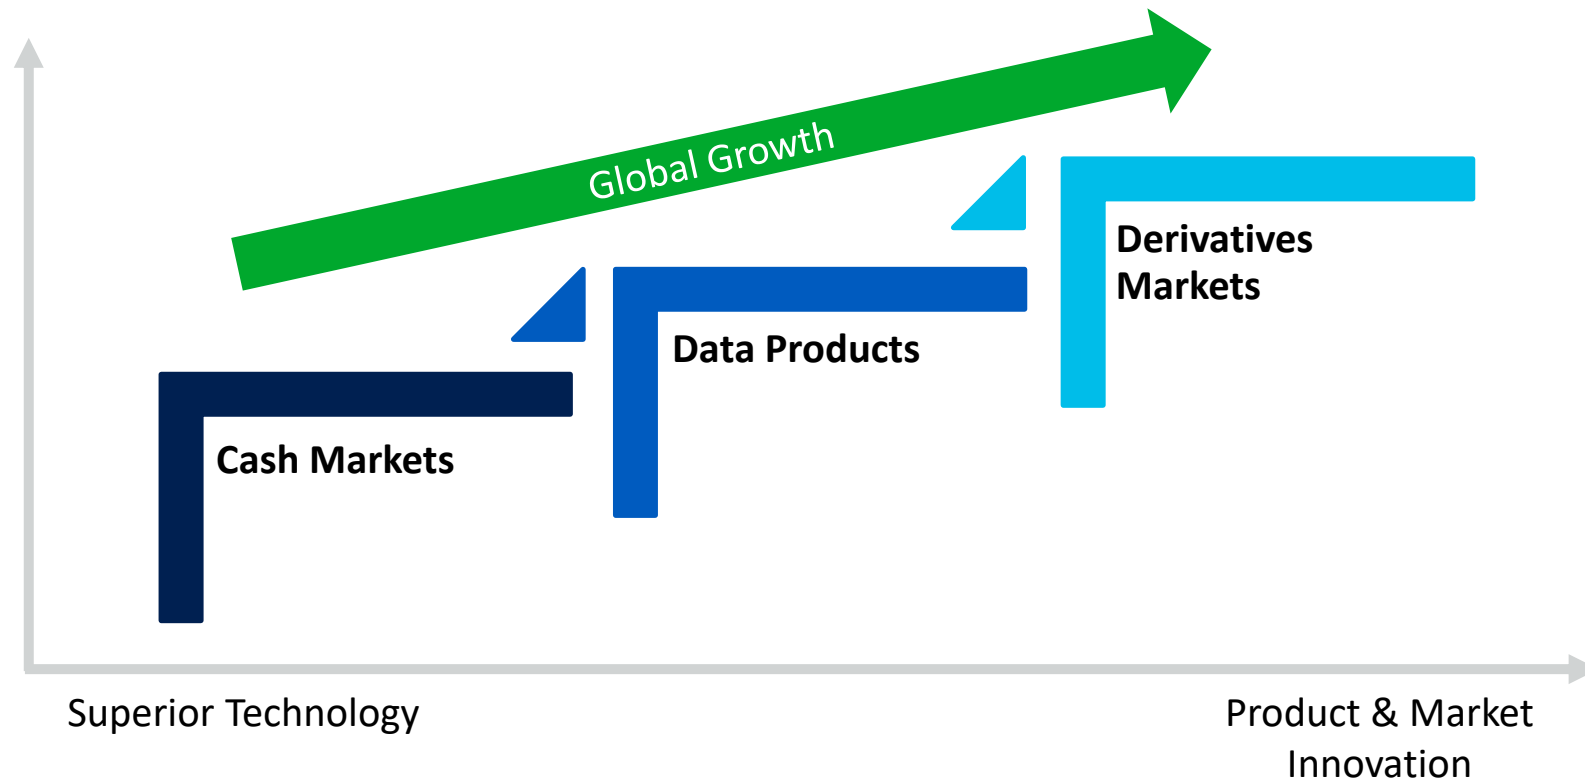 Global Growth
Derivatives
Markets
Data Products
Cash Markets
Superior Technology
Product & Market
Innovation